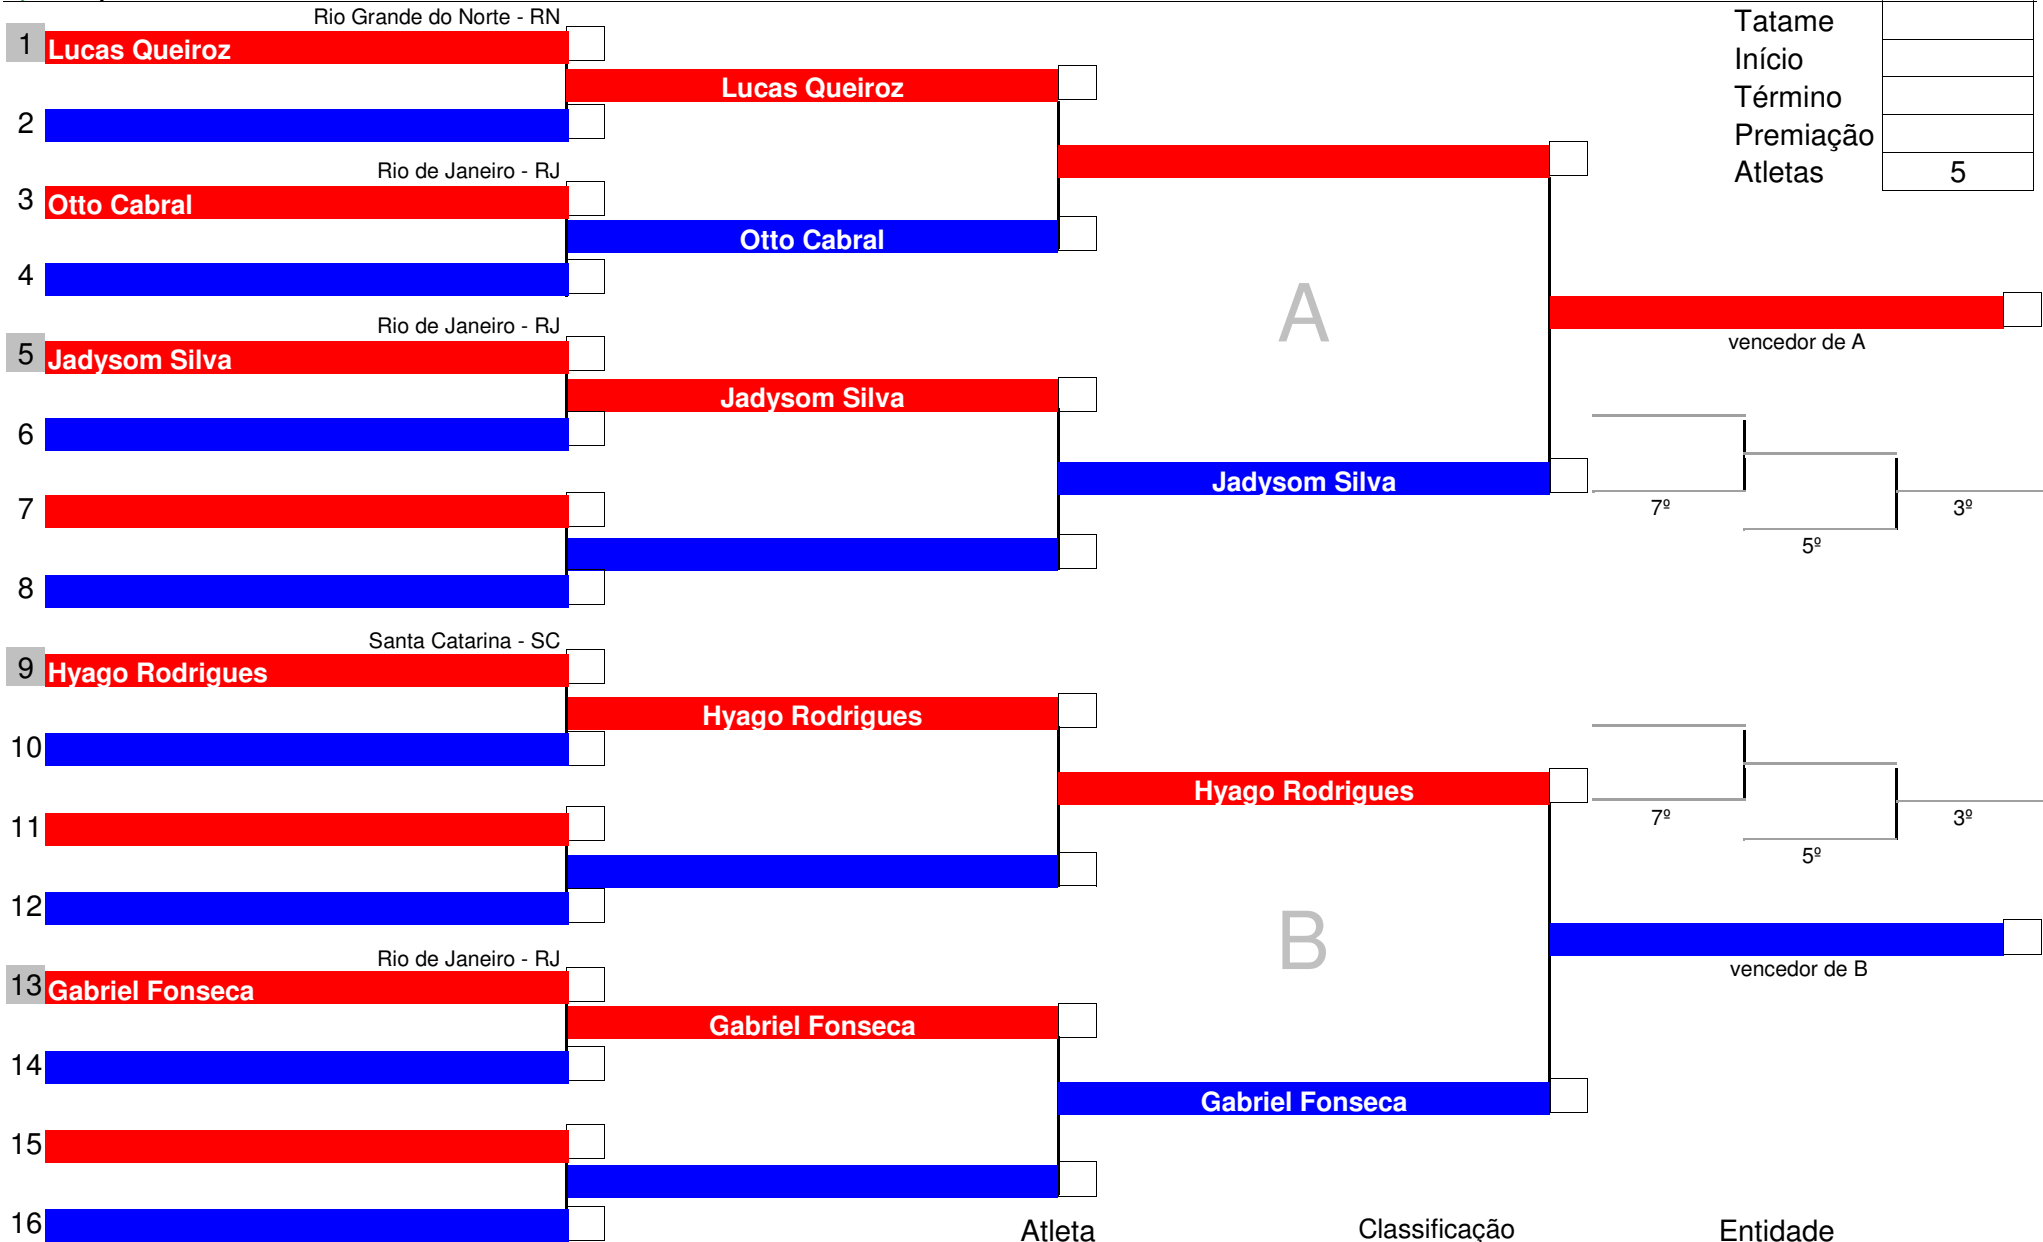 Rio Grande do Norte - RN
Tatame
1 Lucas Queiroz
Início
Lucas Queiroz
Término
2
Premiação
Rio de Janeiro - RJ
Atletas 5
3 Otto Cabral
Otto Cabral
4
A
Rio de Janeiro - RJ
vencedor de A
5 Jadysom Silva
Jadysom Silva
6
Jadysom Silva
7
7º 3º
5º
8
Santa Catarina - SC
9 Hyago Rodrigues
Hyago Rodrigues
10
Hyago Rodrigues
11
7º 3º
5º
12
B
Rio de Janeiro - RJ
vencedor de B
13 Gabriel Fonseca
Gabriel Fonseca
14
Gabriel Fonseca
15
16
Atleta Classificação Entidade